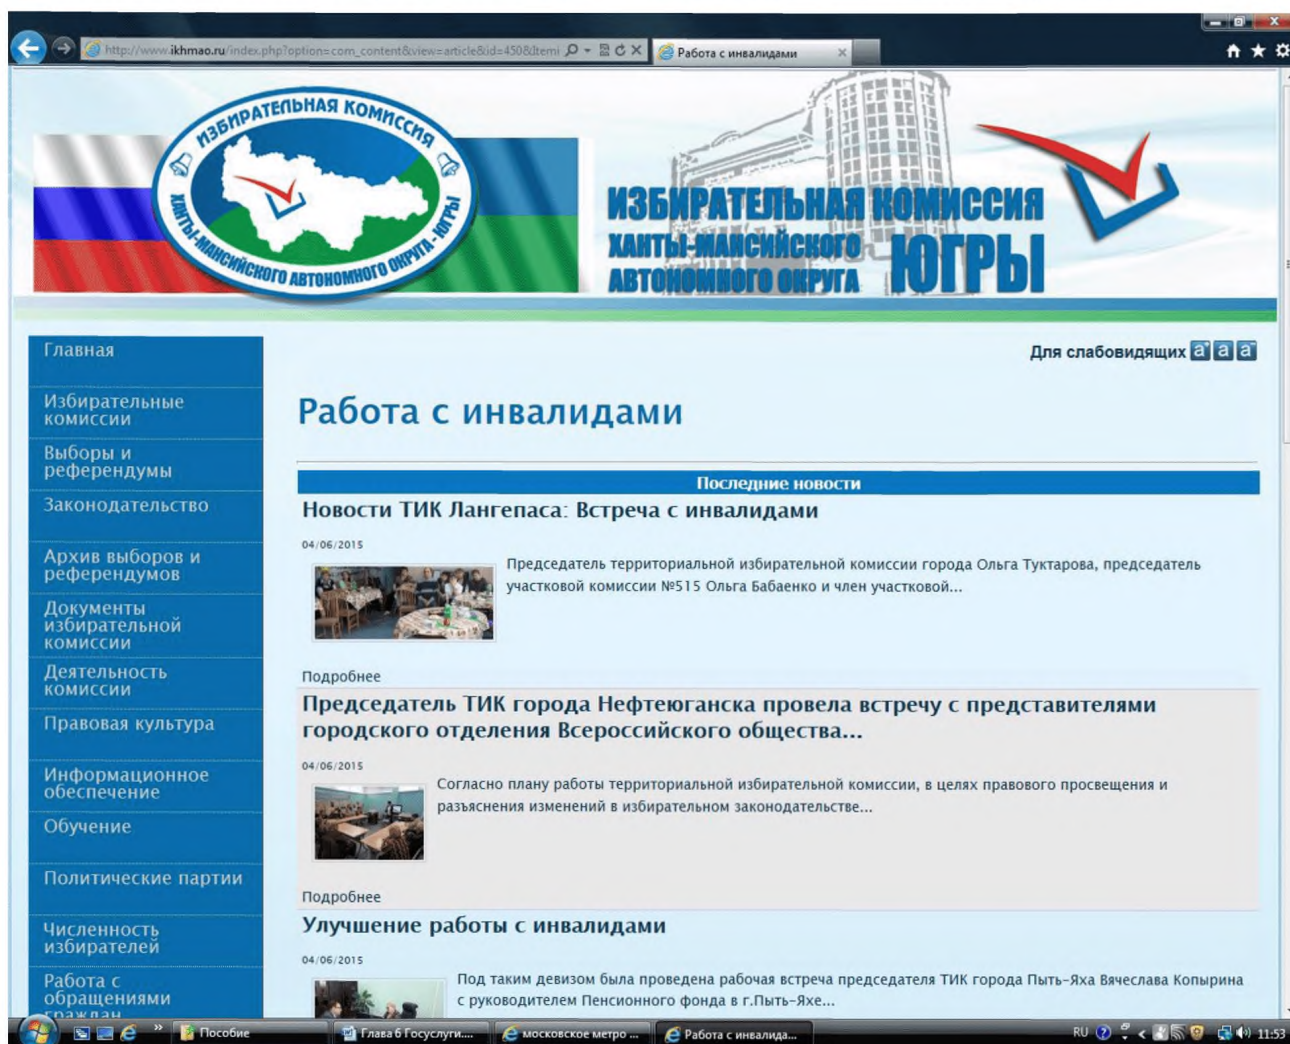 http://www.ikhmao.ru/index.php?option=com_content&view=article&id=450&Itemi
Работа с инвалидами
ИЗБИРАТЕЛЬНАЯ КОМИССИЯ
ХАНТЫ-МАНСИЙСКОГО АВТОНОМНОГО ОКРУГА - ЮГРЫ
ИЗБИРАТЕЛЬНАЯ КОМИССИЯ
ХАНТЫ-МАНСИЙСКОГО
АВТОНОМНОГО ОКРУГА
ЮГРЫ
Главная
Избирательные
комиссии
Выборы и
референдумы
Законодательство
Архив выборов и
референдумов
Документы
избирательной
комиссии
Деятельность
комиссии
Правовая культура
Информационное
обеспечение
Обучение
Политические партии
Численность
избирателей
Работа с
обращениями
граждан
Для слабовидящих a+ a a-
Работа с инвалидами
Последние новости
Новости ТИК Лангепаса: Встреча с инвалидами
04/06/2015
Председатель территориальной избирательной комиссии города Ольга Туктарова, председатель
участковой комиссии №515 Ольга Бабаенко и член участковой...
Подробнее
Председатель ТИК города Нефтеюганска провела встречу с представителями
городского отделения Всероссийского общества...
04/06/2015
Согласно плану работы территориальной избирательной комиссии, в целях правового просвещения и
разъяснения изменений в избирательном законодательстве...
Подробнее
Улучшение работы с инвалидами
04/06/2015
Под таким девизом была проведена рабочая встреча председателя ТИК города Пыть-Яха Вячеслава Копырина
с руководителем Пенсионного фонда в г.Пыть-Яхе...
Пособие
Глава 6 Госуслуги....
московское метро ...
Работа с инвалида...
RU
11:53